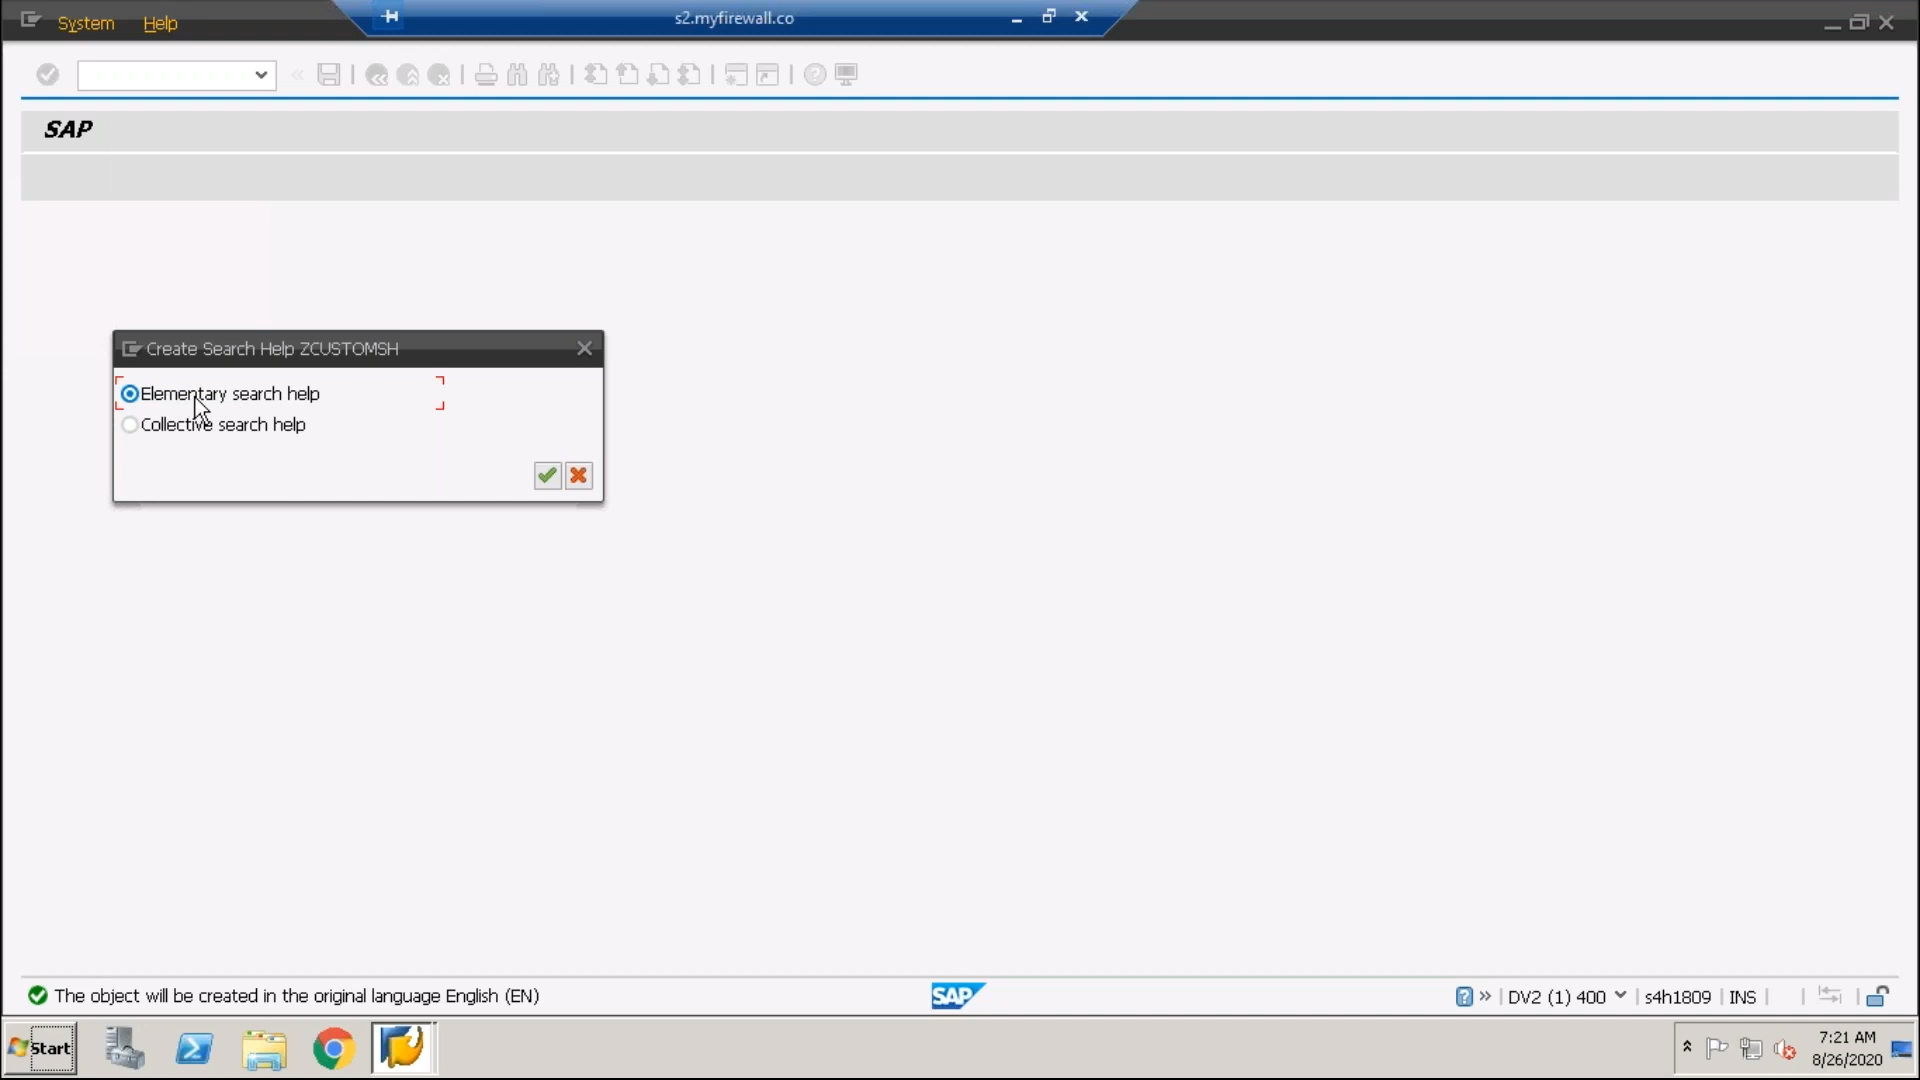 System Help
s2.myfirewall.co
SAP
Create Search Help ZCUSTOMSH
Elementary search help
Collective search help
The object will be created in the original language English (EN)
SAP
DV2 (1) 400
s4h1809
INS
Start
7:21 AM
8/26/2020